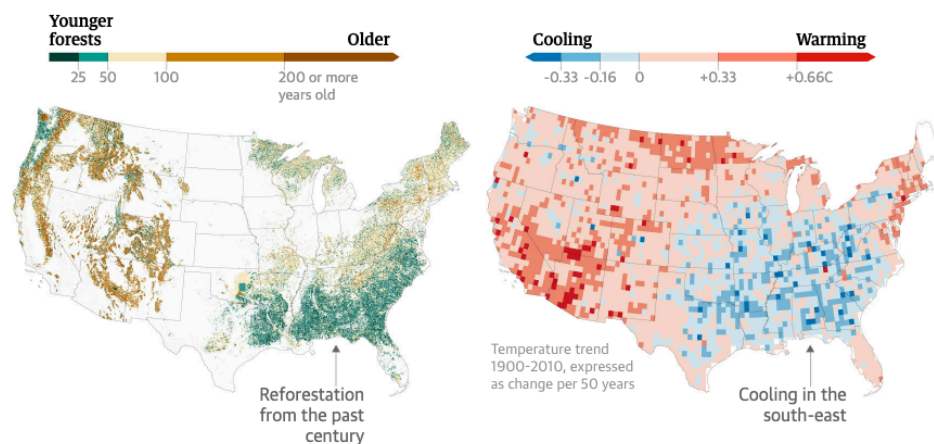 Younger
forests
Older
25
50
100
200 or more
years old
Cooling
Warming
-0.33
-0.16
0
+0.33
+0.66C
Reforestation
from the past
century
Temperature trend
1900-2010, expressed
as change per 50 years
Cooling in the
south-east